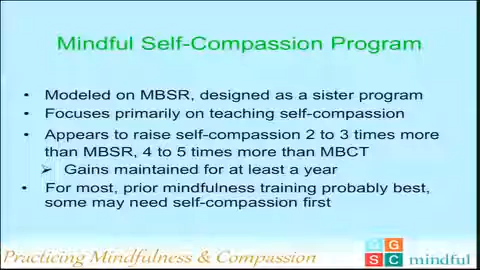 Mindful Self-Compassion Program
• Modeled on MBSR, designed as a sister program
• Focuses primarily on teaching self-compassion
• Appears to raise self-compassion 2 to 3 times more
than MBSR, 4 to 5 times more than MBCT
➢ Gains maintained for at least a year
• For most, prior mindfulness training probably best,
some may need self-compassion first
Practicing Mindfulness & Compassion
G G
S C mindful